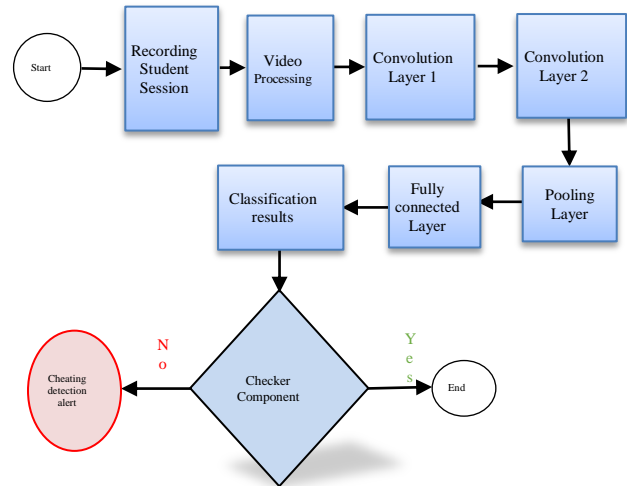 Start
Recording
Student
Session
Video
Processing
Convolution
Layer 1
Convolution
Layer 2
Classification
results
Fully
connected
Layer
Pooling
Layer
N
o
Y
e
s
Cheating
detection
alert
Checker
Component
End